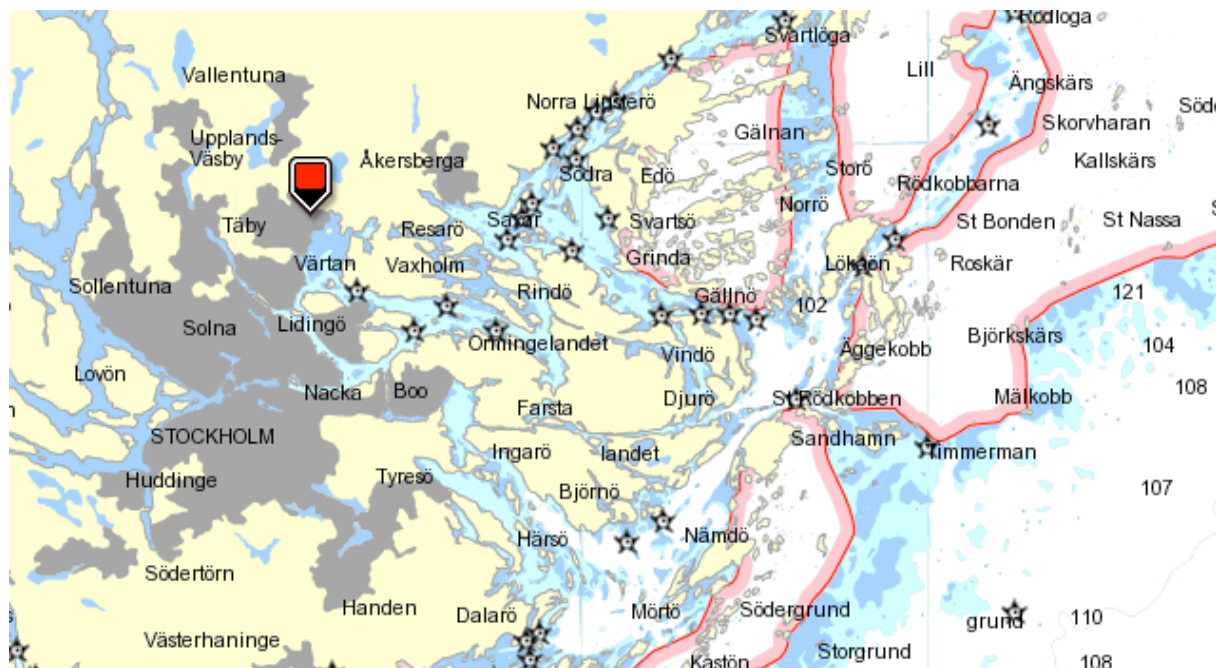 Rödlöga
Svartlöga
Lill
Vallentuna
Ängskärs
Norra Ljusterö
Söd
Skorvharan
Upplands-
Väsby
Gälnan
Åkersberga
Kallskärs
Södra
Edö
Storö
Rödkobbarna
Norrö
Saxar
Svartsö
St Bonden
St Nassa
Täby
Resarö
Värtan
Vaxholm
Grinda
Lökaön
Roskär
Sollentuna
Rindö
Gällnö
102
121
Solna
Lidingö
Ormingelandet
Björkskärs
Vindö
Äggekobb
104
Lovön
Nacka
Boo
Djurö
St Rödkobben
Mälkobb
108
Farsta
STOCKHOLM
Sandhamn
Ingarö
landet
Timmerman
Huddinge
Tyresö
Björnö
107
Härsö
Nämdö
Södertörn
Handen
Dalarö
Mörtö
Södergrund
grund
110
Västerhaninge
Storgrund
Kastön
108